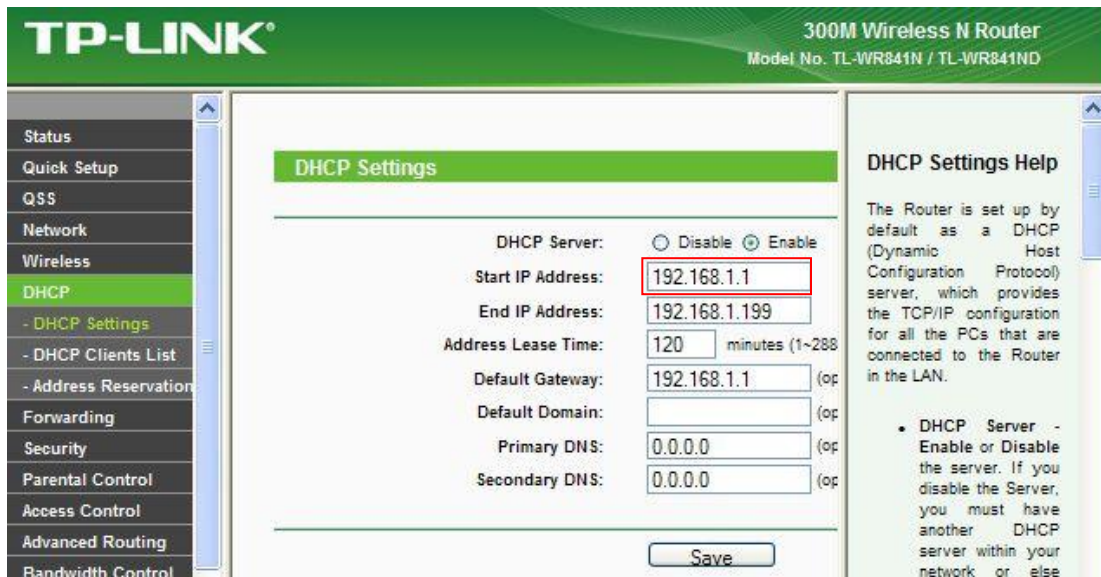 TP-LINK®
300M Wireless N Router
Model No. TL-WR841N / TL-WR841ND
Status
Quick Setup
QSS
Network
Wireless
DHCP
- DHCP Settings
- DHCP Clients List
- Address Reservation
Forwarding
Security
Parental Control
Access Control
Advanced Routing
Bandwidth Control
DHCP Settings
DHCP Server: Disable Enable
Start IP Address: 192.168.1.1
End IP Address: 192.168.1.199
Address Lease Time: 120 minutes (1~288
Default Gateway: 192.168.1.1 (op
Default Domain: (op
Primary DNS: 0.0.0.0 (op
Secondary DNS: 0.0.0.0 (op
Save
DHCP Settings Help
The Router is set up by
default as a DHCP
(Dynamic Host
Configuration Protocol)
server, which provides
the TCP/IP configuration
for all the PCs that are
connected to the Router
in the LAN.
• DHCP Server -
Enable or Disable
the server. If you
disable the Server,
you must have
another DHCP
server within your
network or else